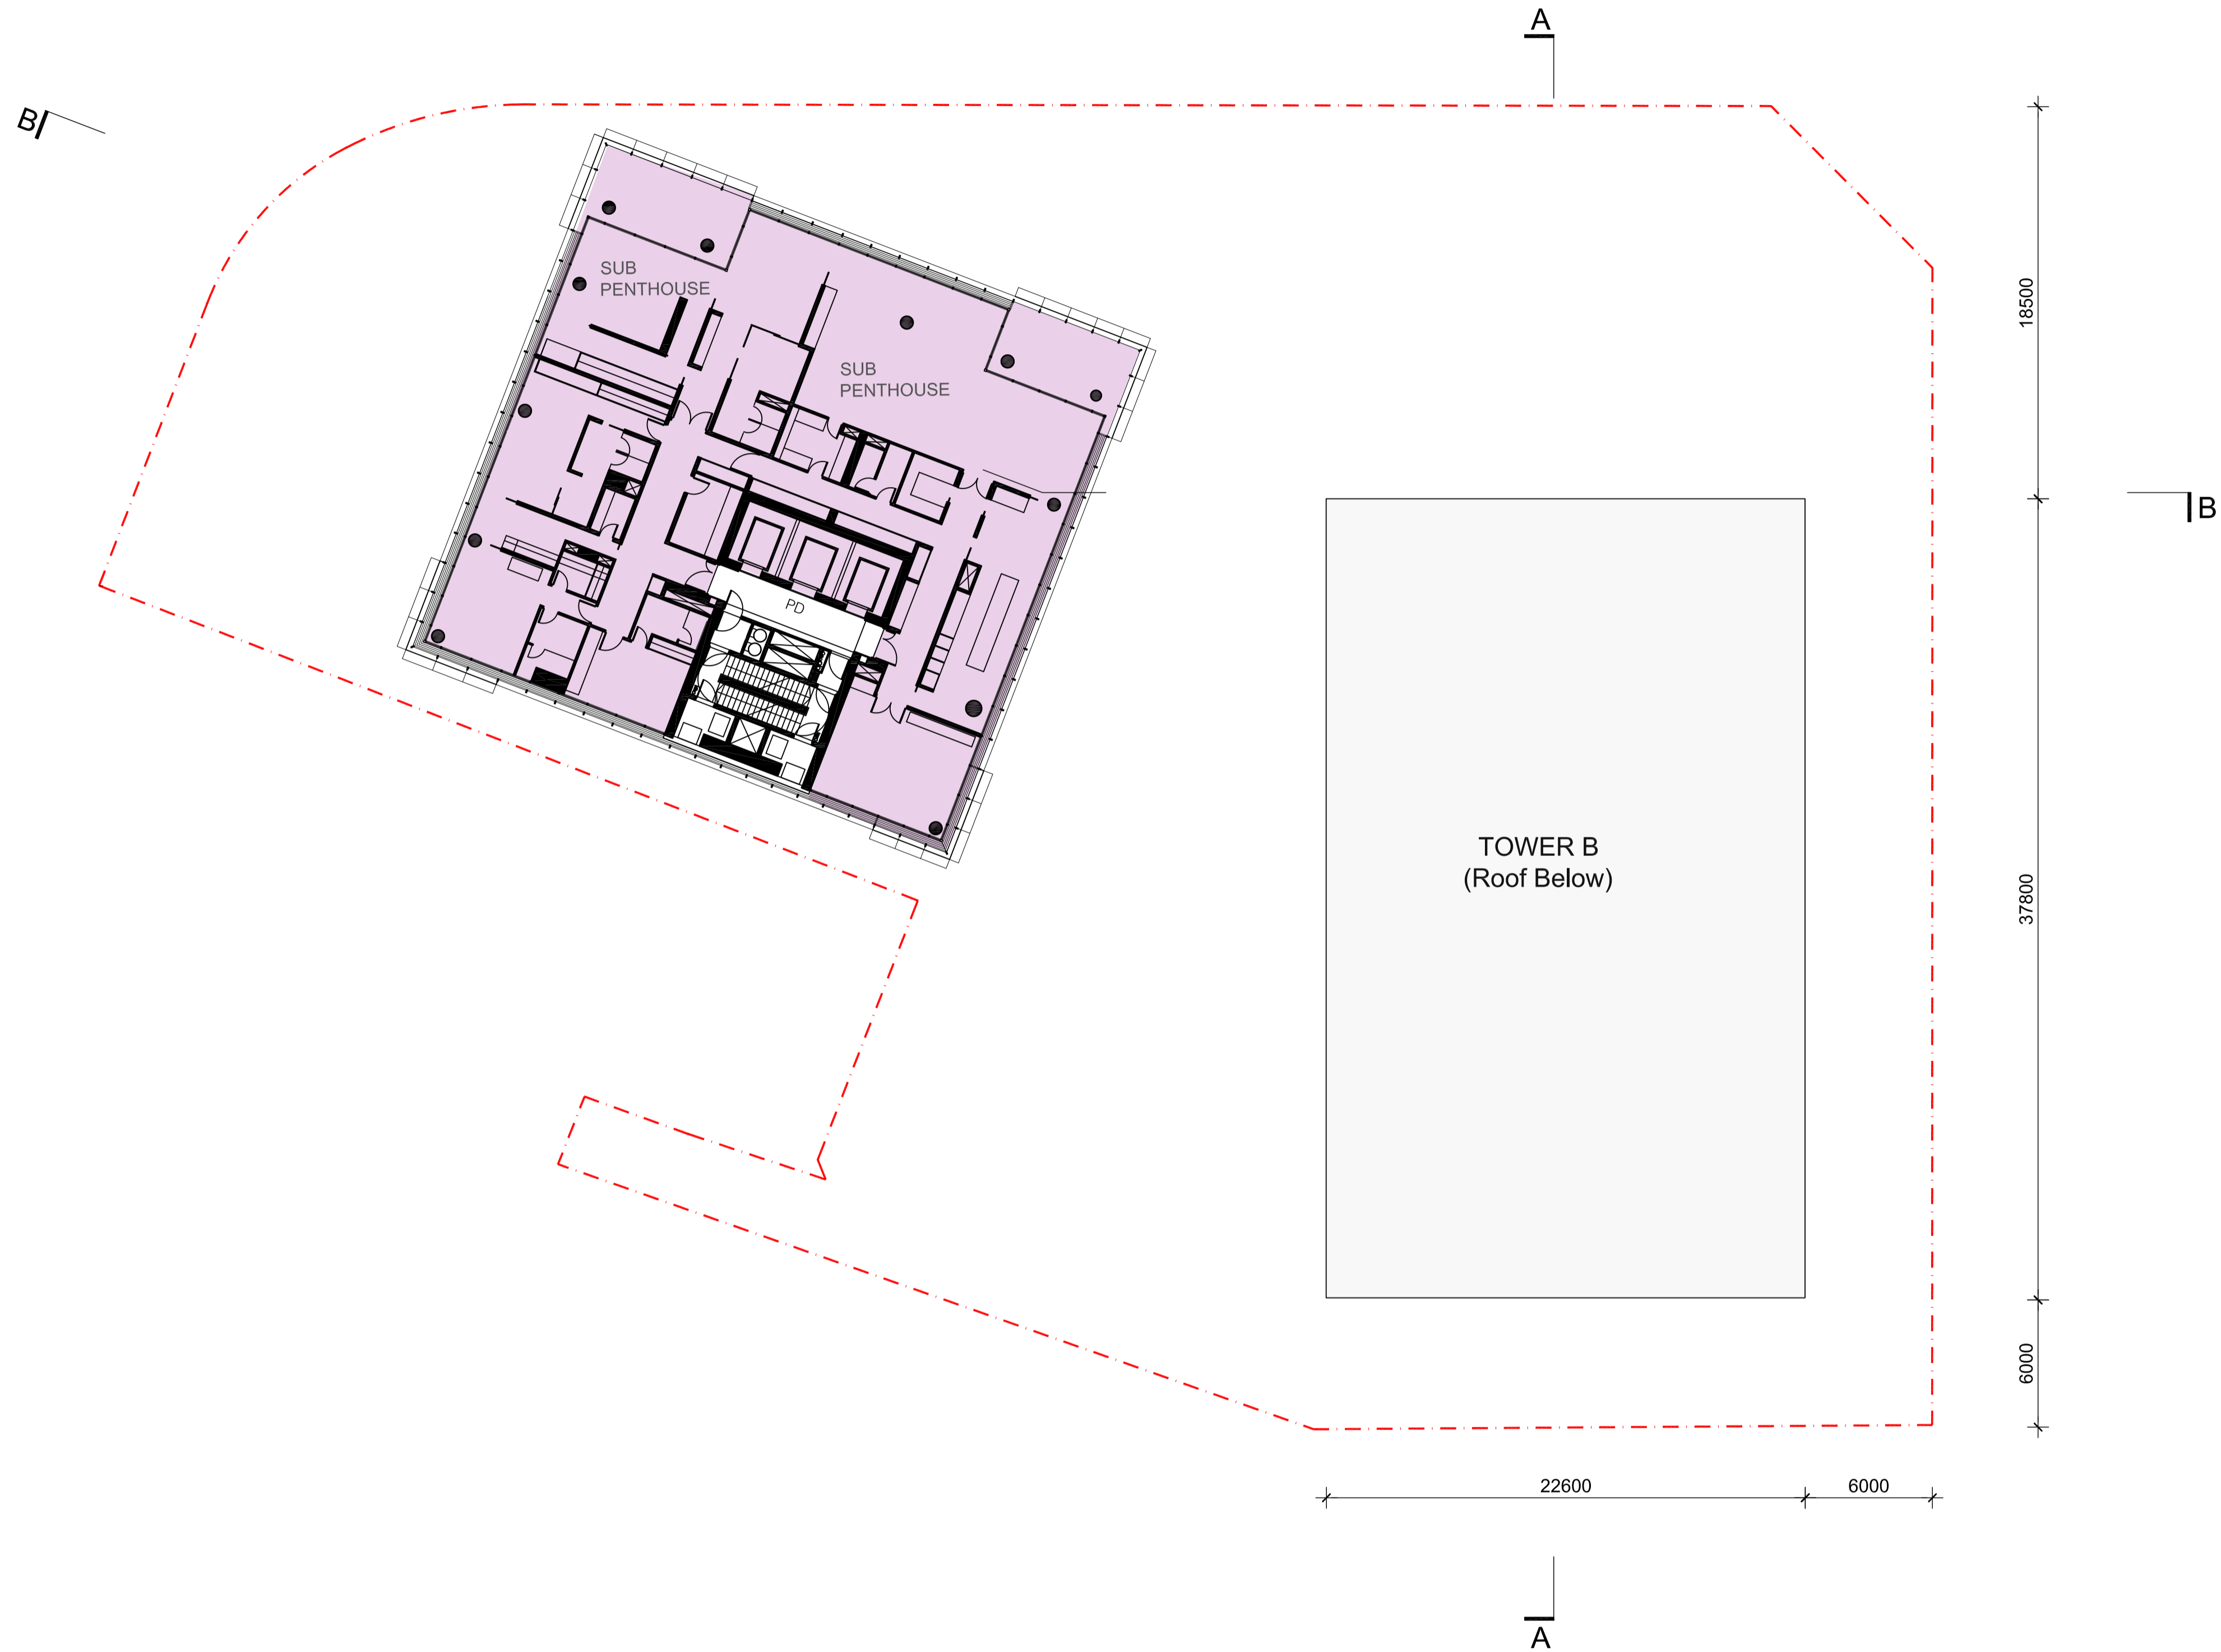 A
B
18500
SUB
PENTHOUSE
SUB
PENTHOUSE
B
PD
TOWER B
(Roof Below)
37800
6000
22600
6000
A